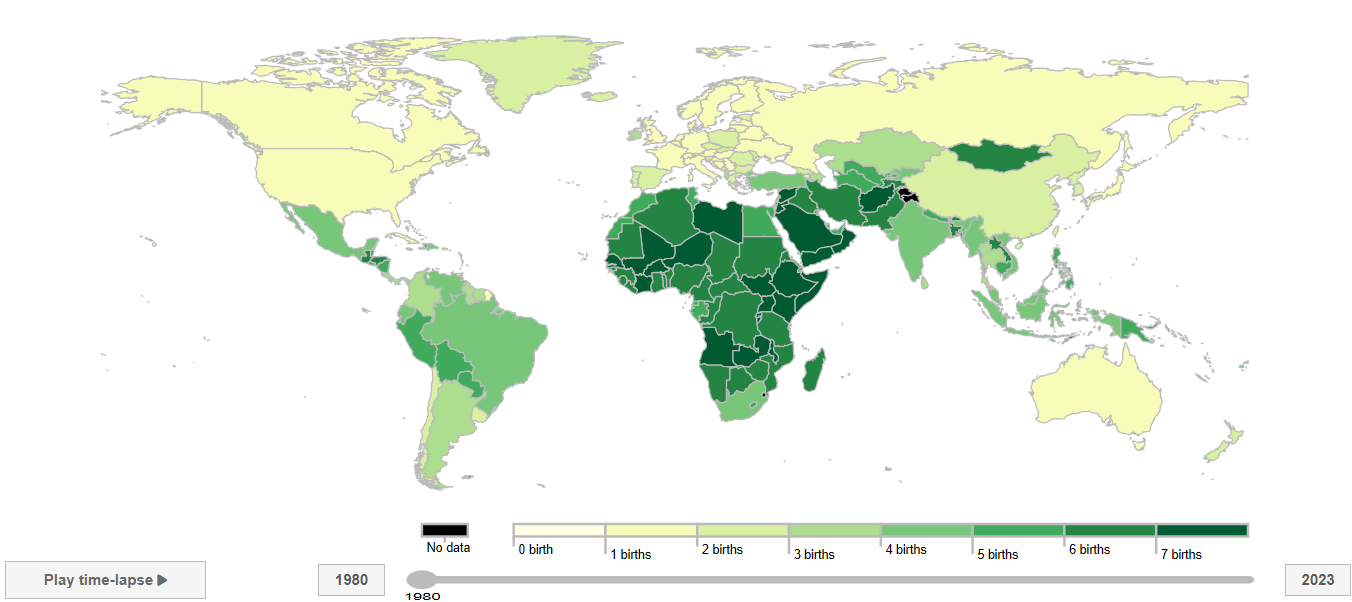 No data
0 birth
1 births
2 births
3 births
4 births
5 births
6 births
7 births
Play time-lapse
1980
2023
1980